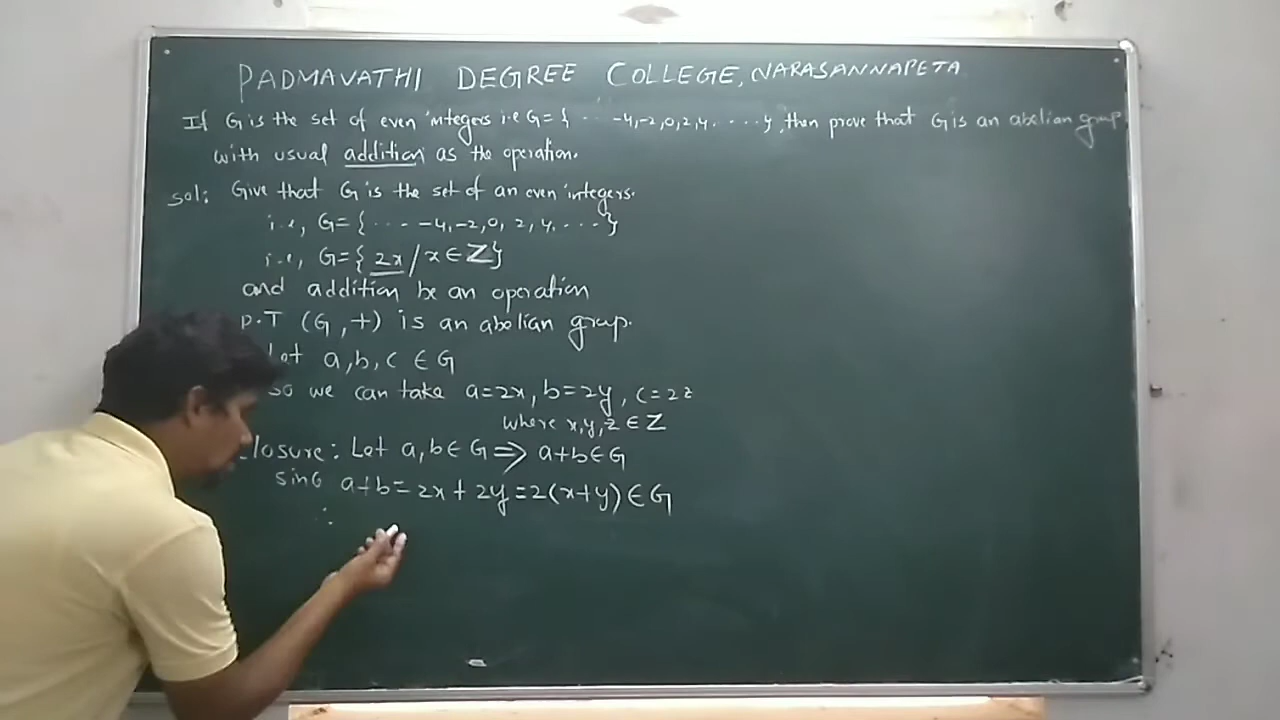 PADMAVATHI DEGREE COLLEGE, NARASANNAPETA
If G is the set of even integers i.e G = { ... -4, -2, 0, 2, 4, .... }, then prove that G is an abelian group
with usual addition as the operation.
Sol: Give that G is the set of an even integers.
i.e, G = { ... -4, -2, 0, 2, 4, ... }
i.e, G = { 2x / x ∈ Z }
and addition be an operation
P.T (G, +) is an abelian group.
Let a, b, c ∈ G
So we can take a = 2x, b = 2y, c = 2z
where x, y, z ∈ Z
losure: Let a, b ∈ G ⟹ a+b ∈ G
sinc a+b = 2x + 2y = 2(x+y) ∈ G
∴